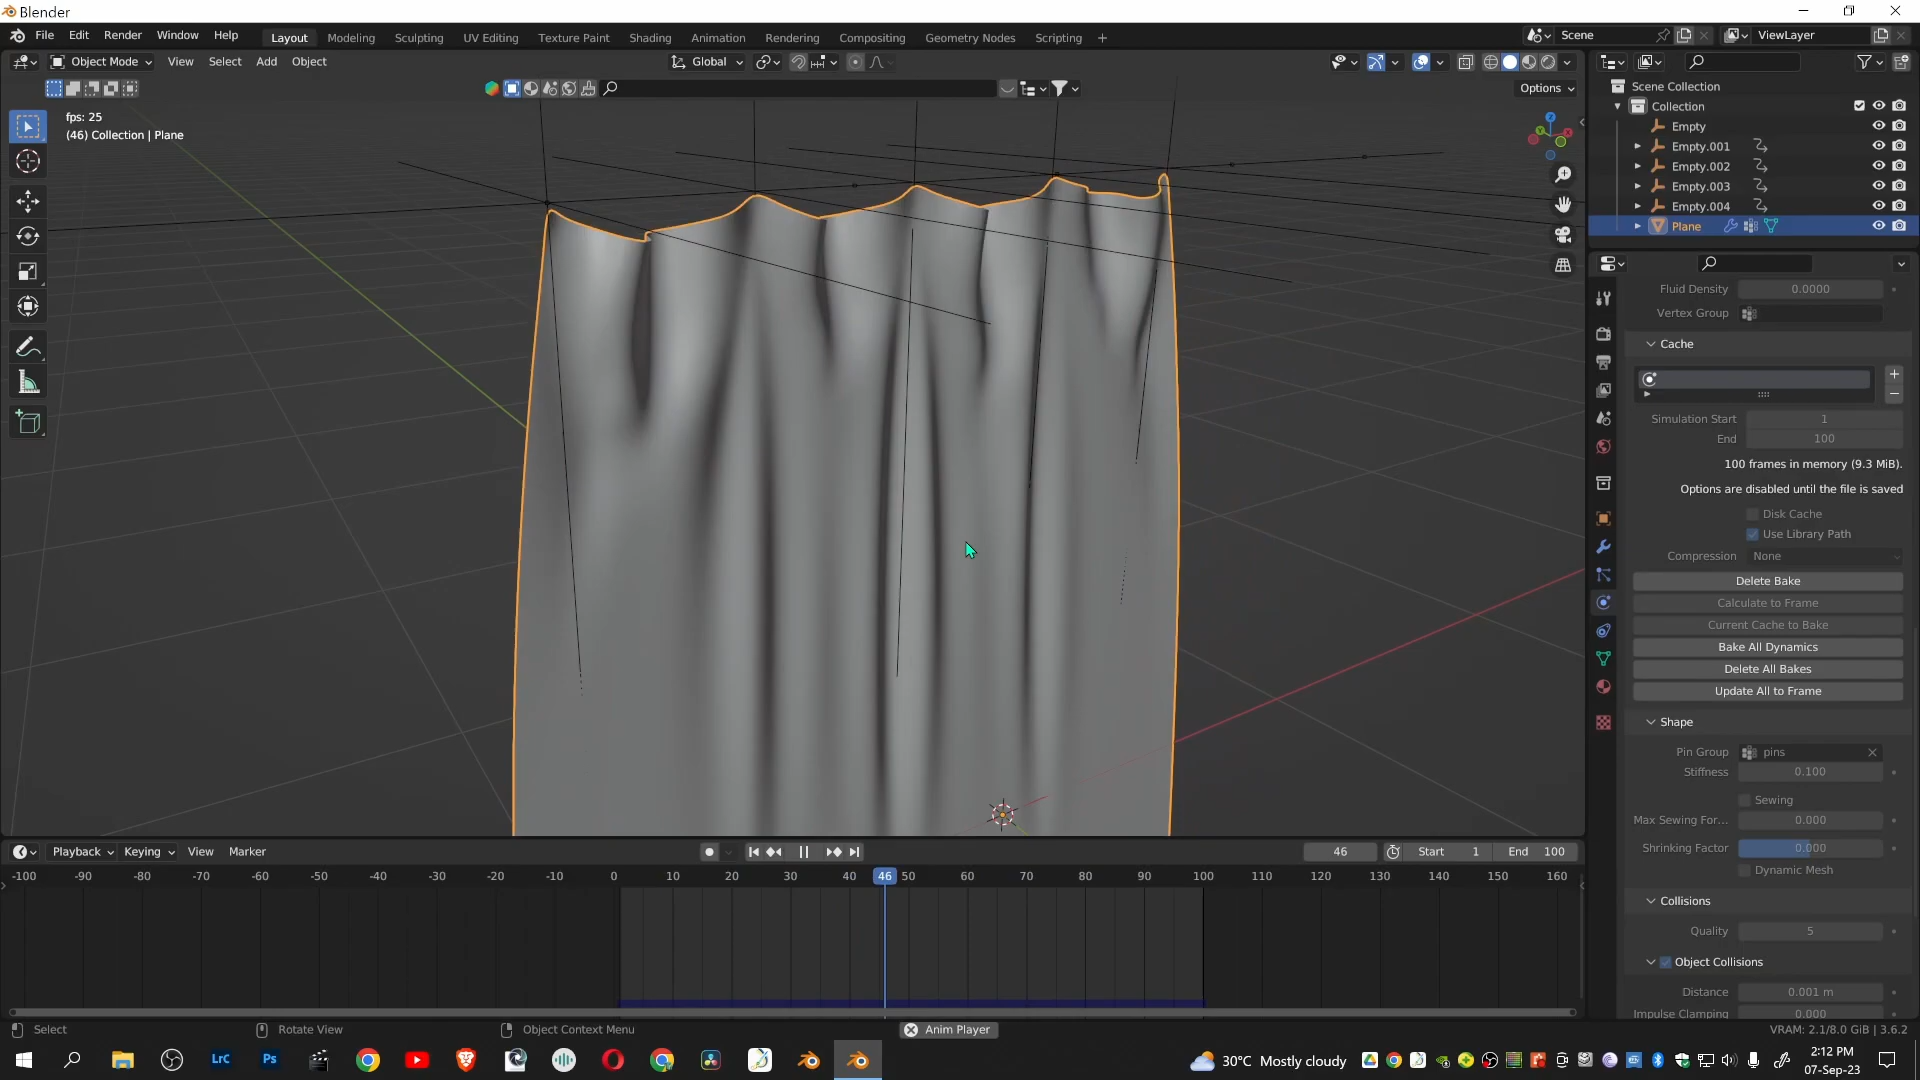 Blender
File Edit Render Window Help Layout Modeling Sculpting UV Editing Texture Paint Shading Animation Rendering Compositing Geometry Nodes Scripting + Scene ViewLayer
Object Mode View Select Add Object Global
Options
fps: 25
(46) Collection | Plane
Scene Collection
Collection
Empty
Empty.001
Empty.002
Empty.003
Empty.004
Plane
Fluid Density 0.0000
Vertex Group
Cache
Simulation Start 1
End 100
100 frames in memory (9.3 MiB).
Options are disabled until the file is saved
Disk Cache
Use Library Path
Compression None
Delete Bake
Calculate to Frame
Current Cache to Bake
Bake All Dynamics
Delete All Bakes
Update All to Frame
Shape
Pin Group pins
Stiffness 0.100
Sewing
Max Sewing For... 0.000
Shrinking Factor 0.000
Dynamic Mesh
Collisions
Quality 5
Object Collisions
Distance 0.001 m
Impulse Clamping 0.000
Playback Keying View Marker 46 Start 1 End 100
-100 -90 -80 -70 -60 -50 -40 -30 -20 -10 0 10 20 30 40 46 50 60 70 80 90 100 110 120 130 140 150 160
Select Rotate View Object Context Menu Anim Player VRAM: 2.1/8.0 GiB | 3.6.2
LrC Ps 30°C Mostly cloudy 2:12 PM
07-Sep-23